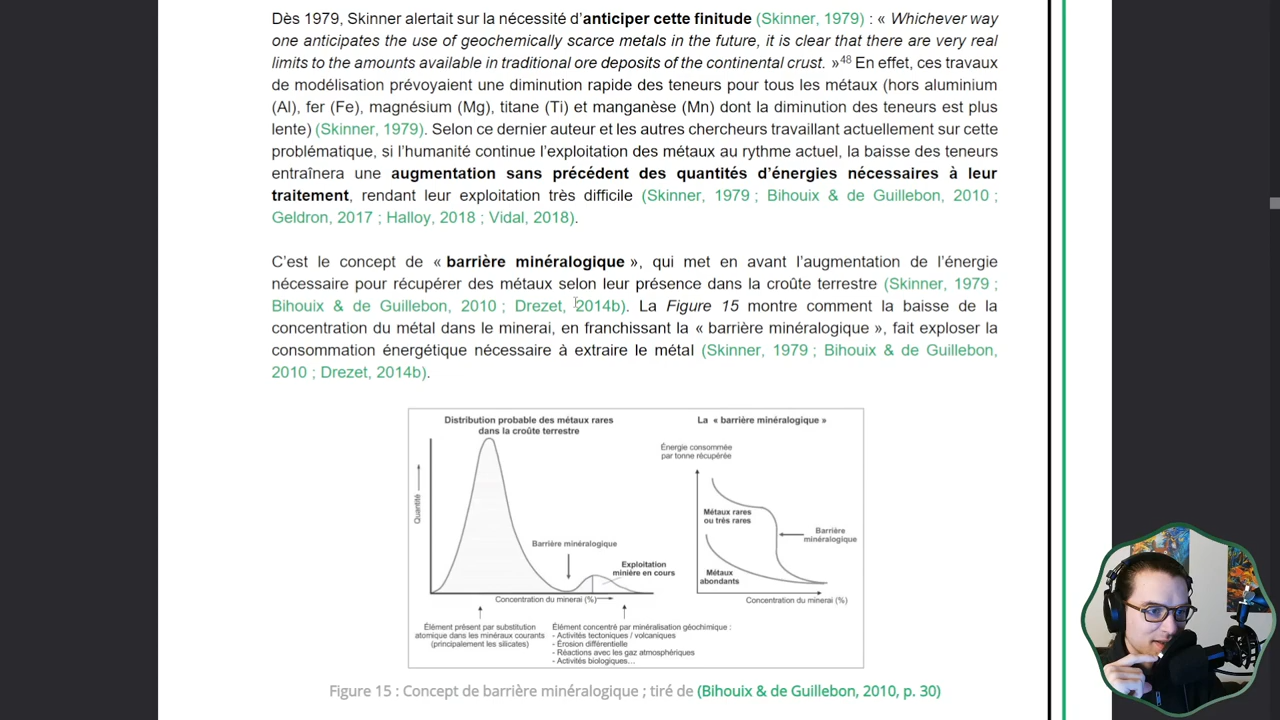 Dès 1979, Skinner alertait sur la nécessité d’anticiper cette finitude (Skinner, 1979) : « Whichever way
one anticipates the use of geochemically scarce metals in the future, it is clear that there are very real
limits to the amounts available in traditional ore deposits of the continental crust. »48 En effet, ces travaux
de modélisation prévoyaient une diminution rapide des teneurs pour tous les métaux (hors aluminium
(Al), fer (Fe), magnésium (Mg), titane (Ti) et manganèse (Mn) dont la diminution des teneurs est plus
lente) (Skinner, 1979). Selon ce dernier auteur et les autres chercheurs travaillant actuellement sur cette
problématique, si l’humanité continue l’exploitation des métaux au rythme actuel, la baisse des teneurs
entraînera une augmentation sans précédent des quantités d’énergies nécessaires à leur
traitement, rendant leur exploitation très difficile (Skinner, 1979 ; Bihouix & de Guillebon, 2010 ;
Geldron, 2017 ; Halloy, 2018 ; Vidal, 2018).
C’est le concept de « barrière minéralogique », qui met en avant l’augmentation de l’énergie
nécessaire pour récupérer des métaux selon leur présence dans la croûte terrestre (Skinner, 1979 ;
Bihouix & de Guillebon, 2010 ; Drezet, 2014b). La Figure 15 montre comment la baisse de la
concentration du métal dans le minerai, en franchissant la « barrière minéralogique », fait exploser la
consommation énergétique nécessaire à extraire le métal (Skinner, 1979 ; Bihouix & de Guillebon,
2010 ; Drezet, 2014b).
Distribution probable des métaux rares
dans la croûte terrestre
Quantité
Barrière minéralogique
Exploitation
minière en cours
Concentration du minerai (%)
Élément présent par substitution
atomique dans les minéraux courants
(principalement les silicates)
Élément concentré par minéralisation géochimique :
- Activités tectoniques / volcaniques
- Érosion différentielle
- Réactions avec les gaz atmosphériques
- Activités biologiques…
La « barrière minéralogique »
Énergie consommée
par tonne récupérée
Métaux rares
ou très rares
Barrière
minéralogique
Métaux
abondants
Concentration du minerai (%)
Figure 15 : Concept de barrière minéralogique ; tiré de (Bihouix & de Guillebon, 2010, p. 30)